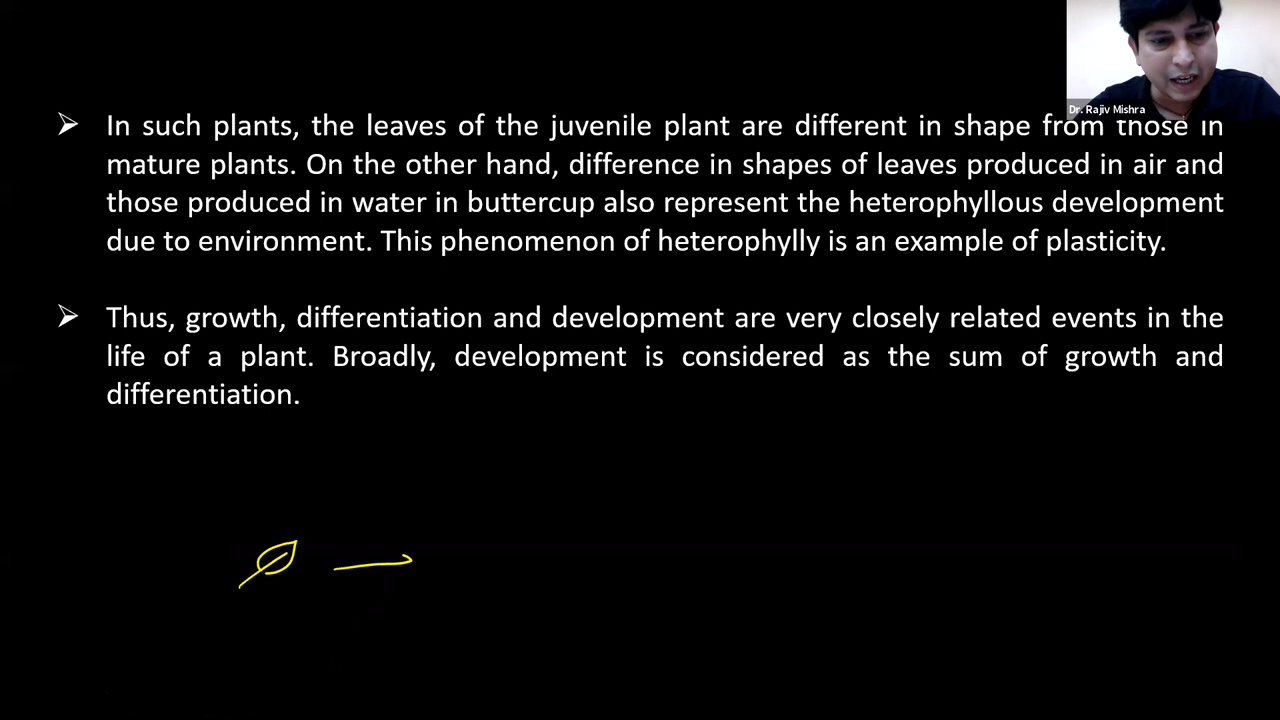 Dr. Rajiv Mishra
➢ In such plants, the leaves of the juvenile plant are different in shape from those in
mature plants. On the other hand, difference in shapes of leaves produced in air and
those produced in water in buttercup also represent the heterophyllous development
due to environment. This phenomenon of heterophylly is an example of plasticity.
➢ Thus, growth, differentiation and development are very closely related events in the
life of a plant. Broadly, development is considered as the sum of growth and
differentiation.